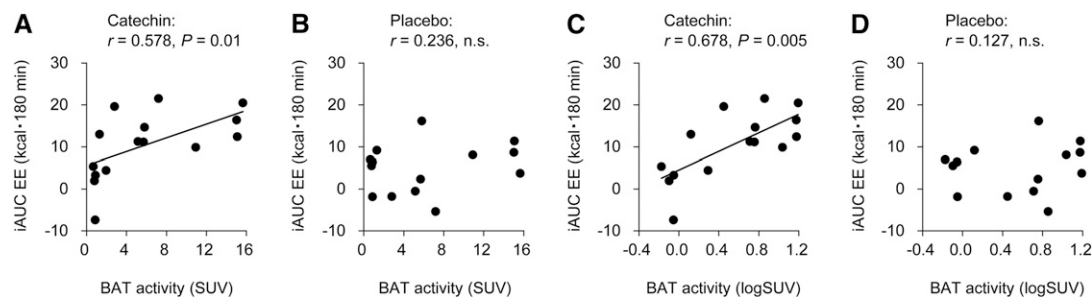 A
Catechin:
r = 0.578, P = 0.01
iAUC EE (kcal·180 min)
30
20
10
0
-10
0
4
8
12
16
BAT activity (SUV)
B
Placebo:
r = 0.236, n.s.
iAUC EE (kcal·180 min)
30
20
10
0
-10
0
4
8
12
16
BAT activity (SUV)
C
Catechin:
r = 0.678, P = 0.005
iAUC EE (kcal·180 min)
30
20
10
0
-10
-0.4
0.0
0.4
0.8
1.2
BAT activity (logSUV)
D
Placebo:
r = 0.127, n.s.
iAUC EE (kcal·180 min)
30
20
10
0
-10
-0.4
0.0
0.4
0.8
1.2
BAT activity (logSUV)